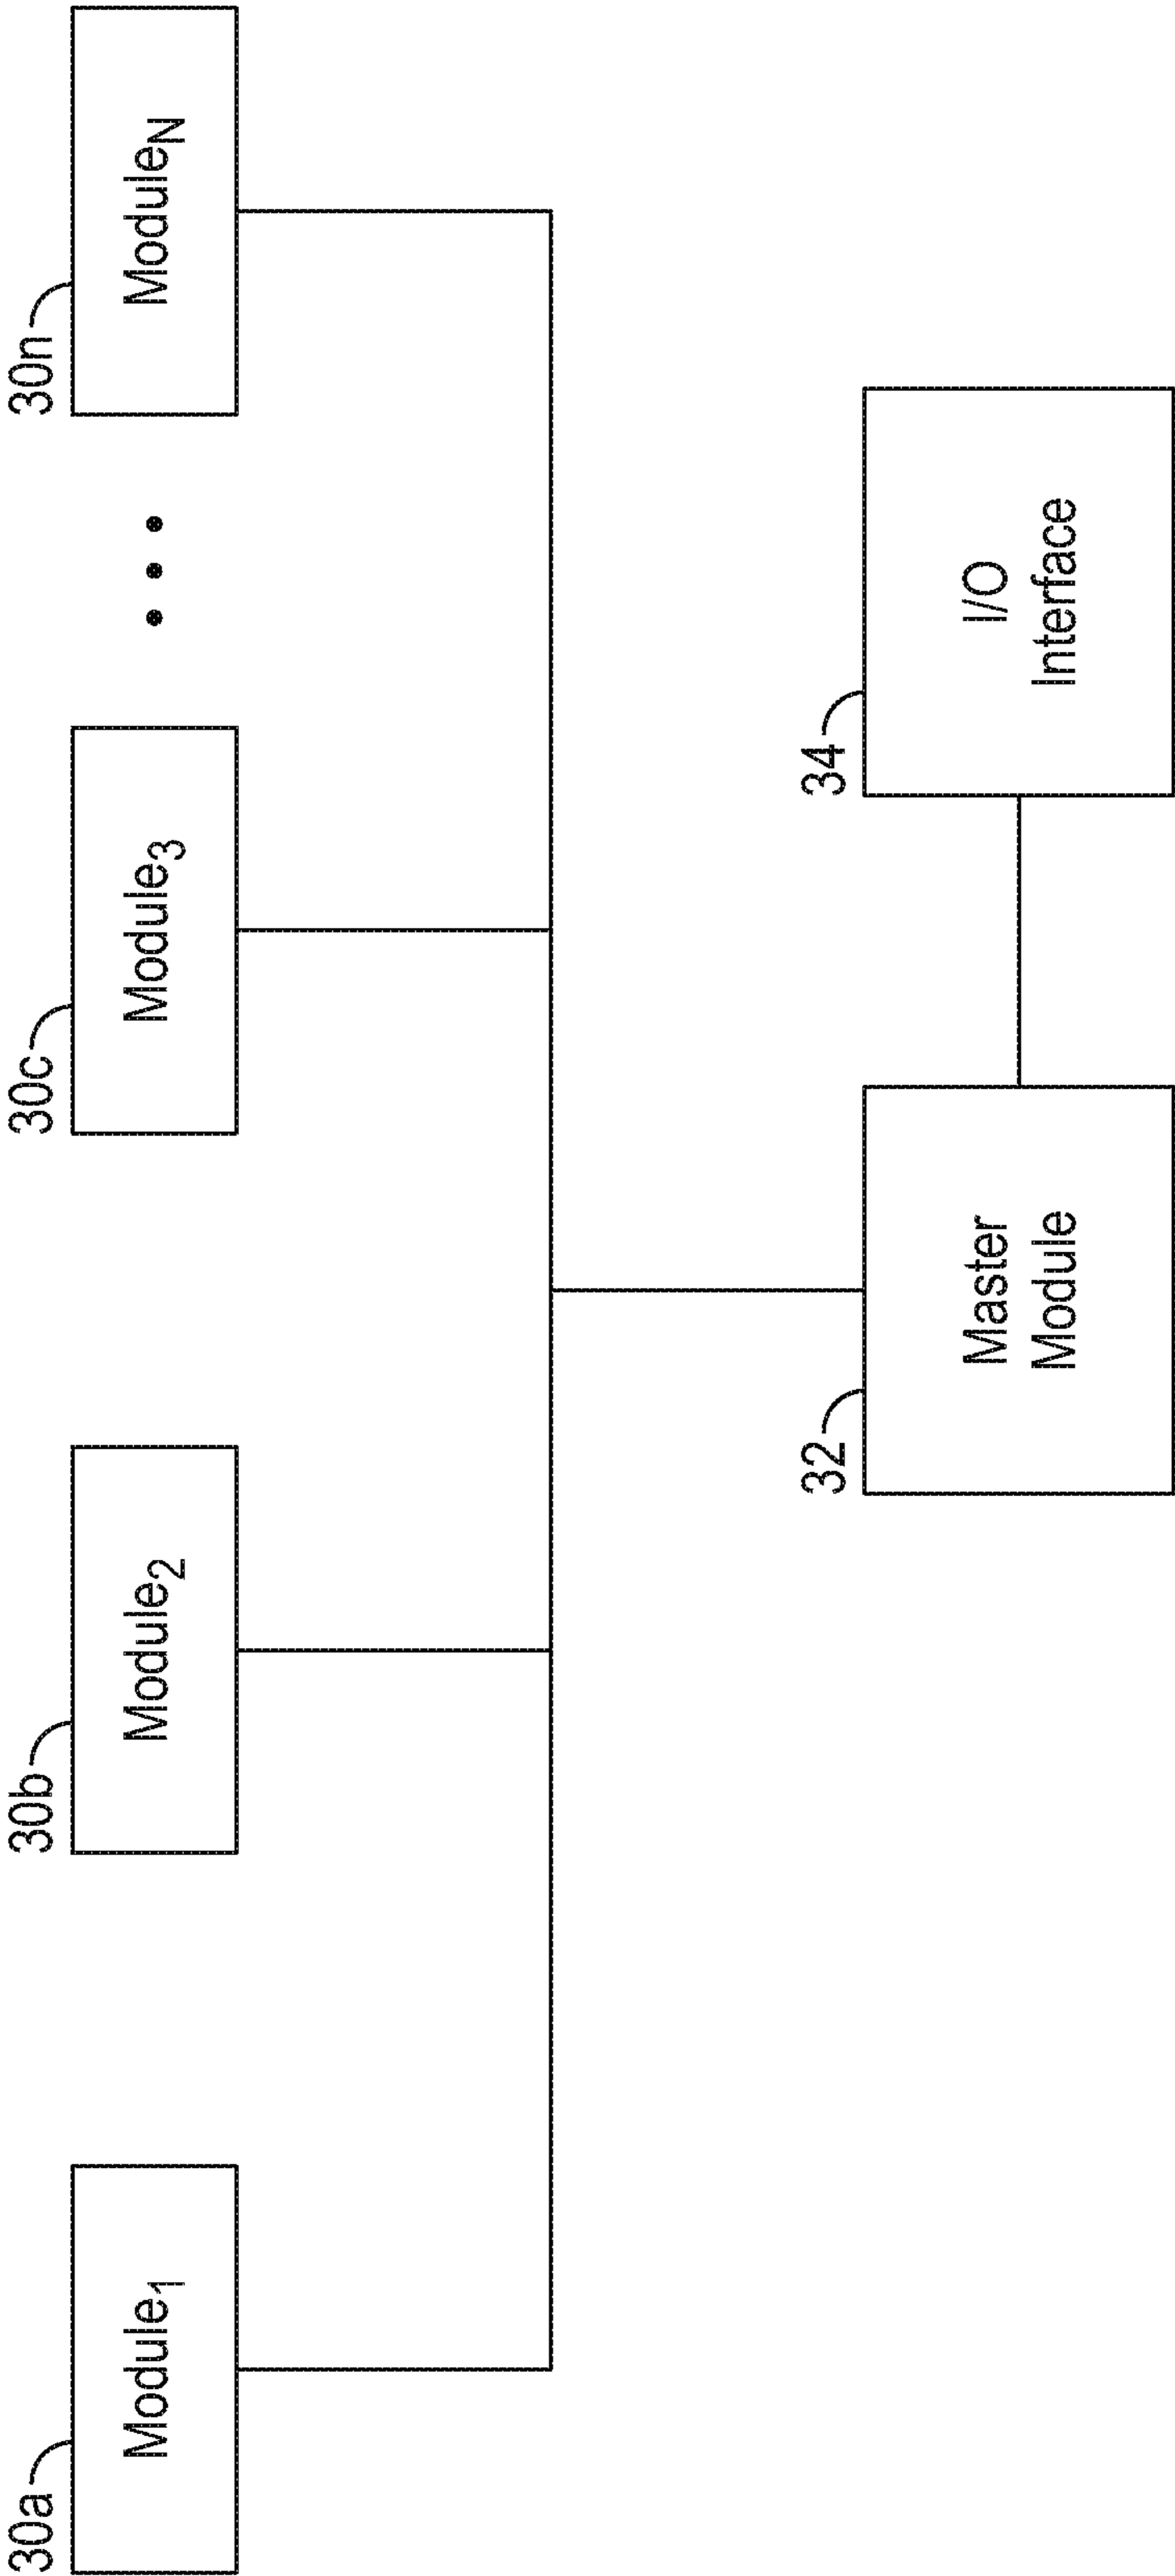 30a
30b
30c
30n
Module1
Module2
Module3
• • •
ModuleN
32
34
Master
Module
I/O
Interface